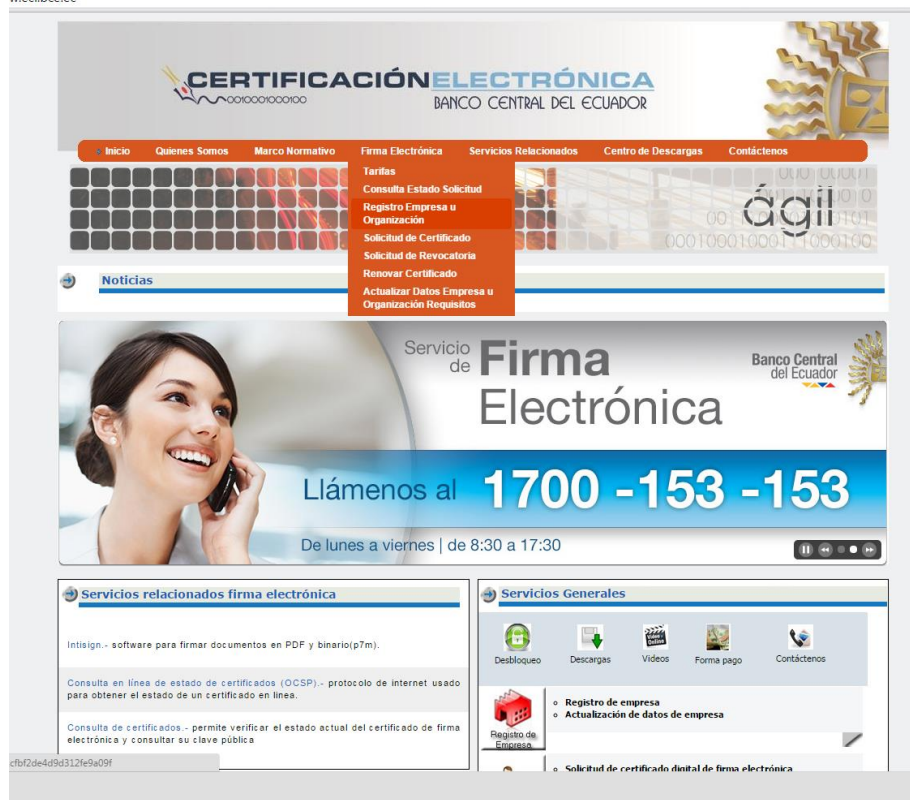 CERTIFICACIÓNELECTRÓNICA
0010001000100
BANCO CENTRAL DEL ECUADOR
Inicio Quienes Somos Marco Normativo Firma Electrónica Servicios Relacionados Centro de Descargas Contáctenos
Tarifas
Consulta Estado Solicitud
Registro Empresa u
Organización
Solicitud de Certificado
Solicitud de Revocatoria
Renovar Certificado
Actualizar Datos Empresa u
Organización Requisitos
ágil
Noticias
Servicio
de Firma
Electrónica
Banco Central
del Ecuador
Llámenos al 1700 -153 -153
De lunes a viernes | de 8:30 a 17:30
Servicios relacionados firma electrónica
Intisign.- software para firmar documentos en PDF y binario(p7m).
Consulta en línea de estado de certificados (OCSP).- protocolo de internet usado
para obtener el estado de un certificado en linea.
Consulta de certificados.- permite verificar el estado actual del certificado de firma
electrónica y consultar su clave pública
Servicios Generales
Desbloqueo Descargas Videos Forma pago Contáctenos
Registro de
Empresa
Registro de empresa
Actualización de datos de empresa
Solicitud de certificado digital de firma electrónica
cfbf2de4d9d312fe9a09f